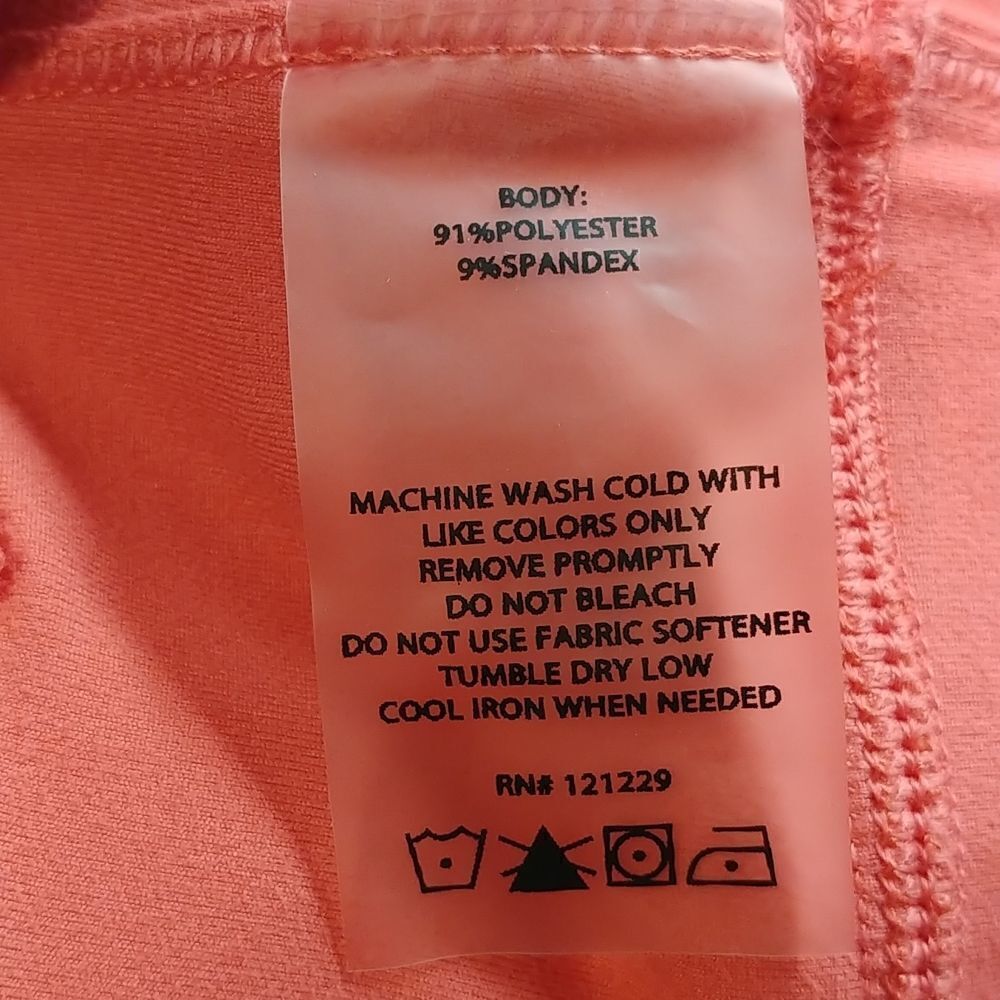 BODY:
91%POLYESTER
9%SPANDEX
MACHINE WASH COLD WITH
LIKE COLORS ONLY
REMOVE PROMPTLY
DO NOT BLEACH
DO NOT USE FABRIC SOFTENER
TUMBLE DRY LOW
COOL IRON WHEN NEEDED
RN# 121229